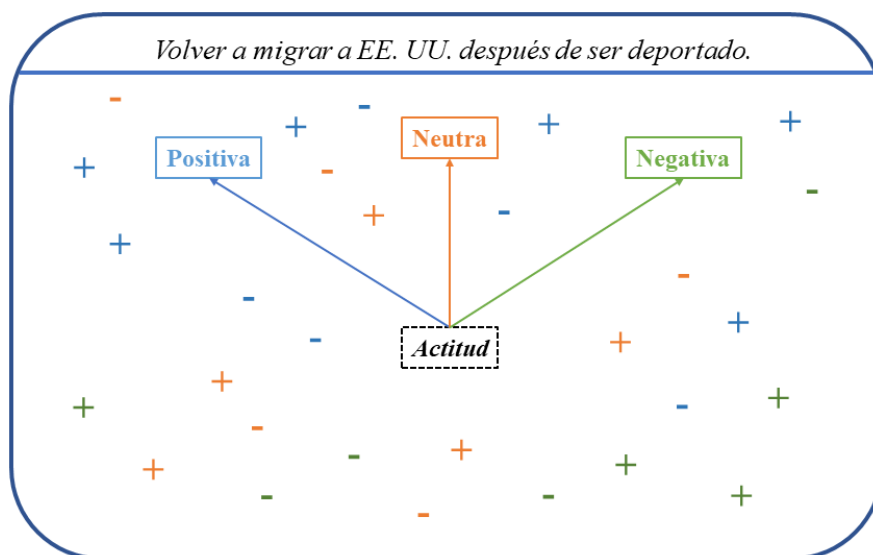 Volver a migrar a EE. UU. después de ser deportado.
Positiva
Neutra
Negativa
Actitud